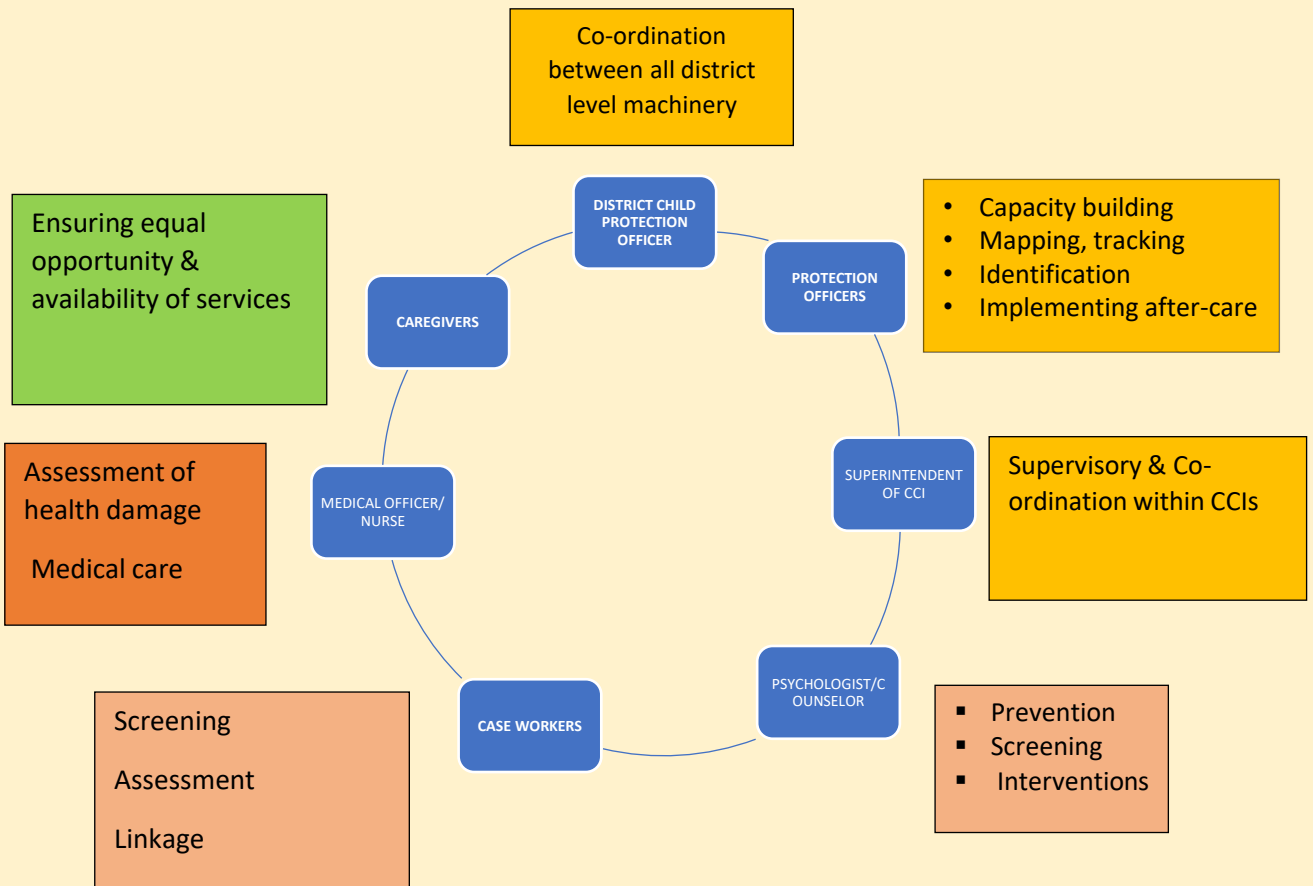 Co-ordination
between all district
level machinery
DISTRICT CHILD
PROTECTION
OFFICER
• Capacity building
• Mapping, tracking
• Identification
• Implementing after-care
PROTECTION
OFFICERS
Ensuring equal
opportunity &
availability of services
CAREGIVERS
SUPERINTENDENT
OF CCI
Supervisory & Co-
ordination within CCIs
Assessment of
health damage
Medical care
MEDICAL OFFICER/
NURSE
PSYCHOLOGIST/C
OUNSELOR
▪ Prevention
▪ Screening
▪ Interventions
CASE WORKERS
Screening
Assessment
Linkage